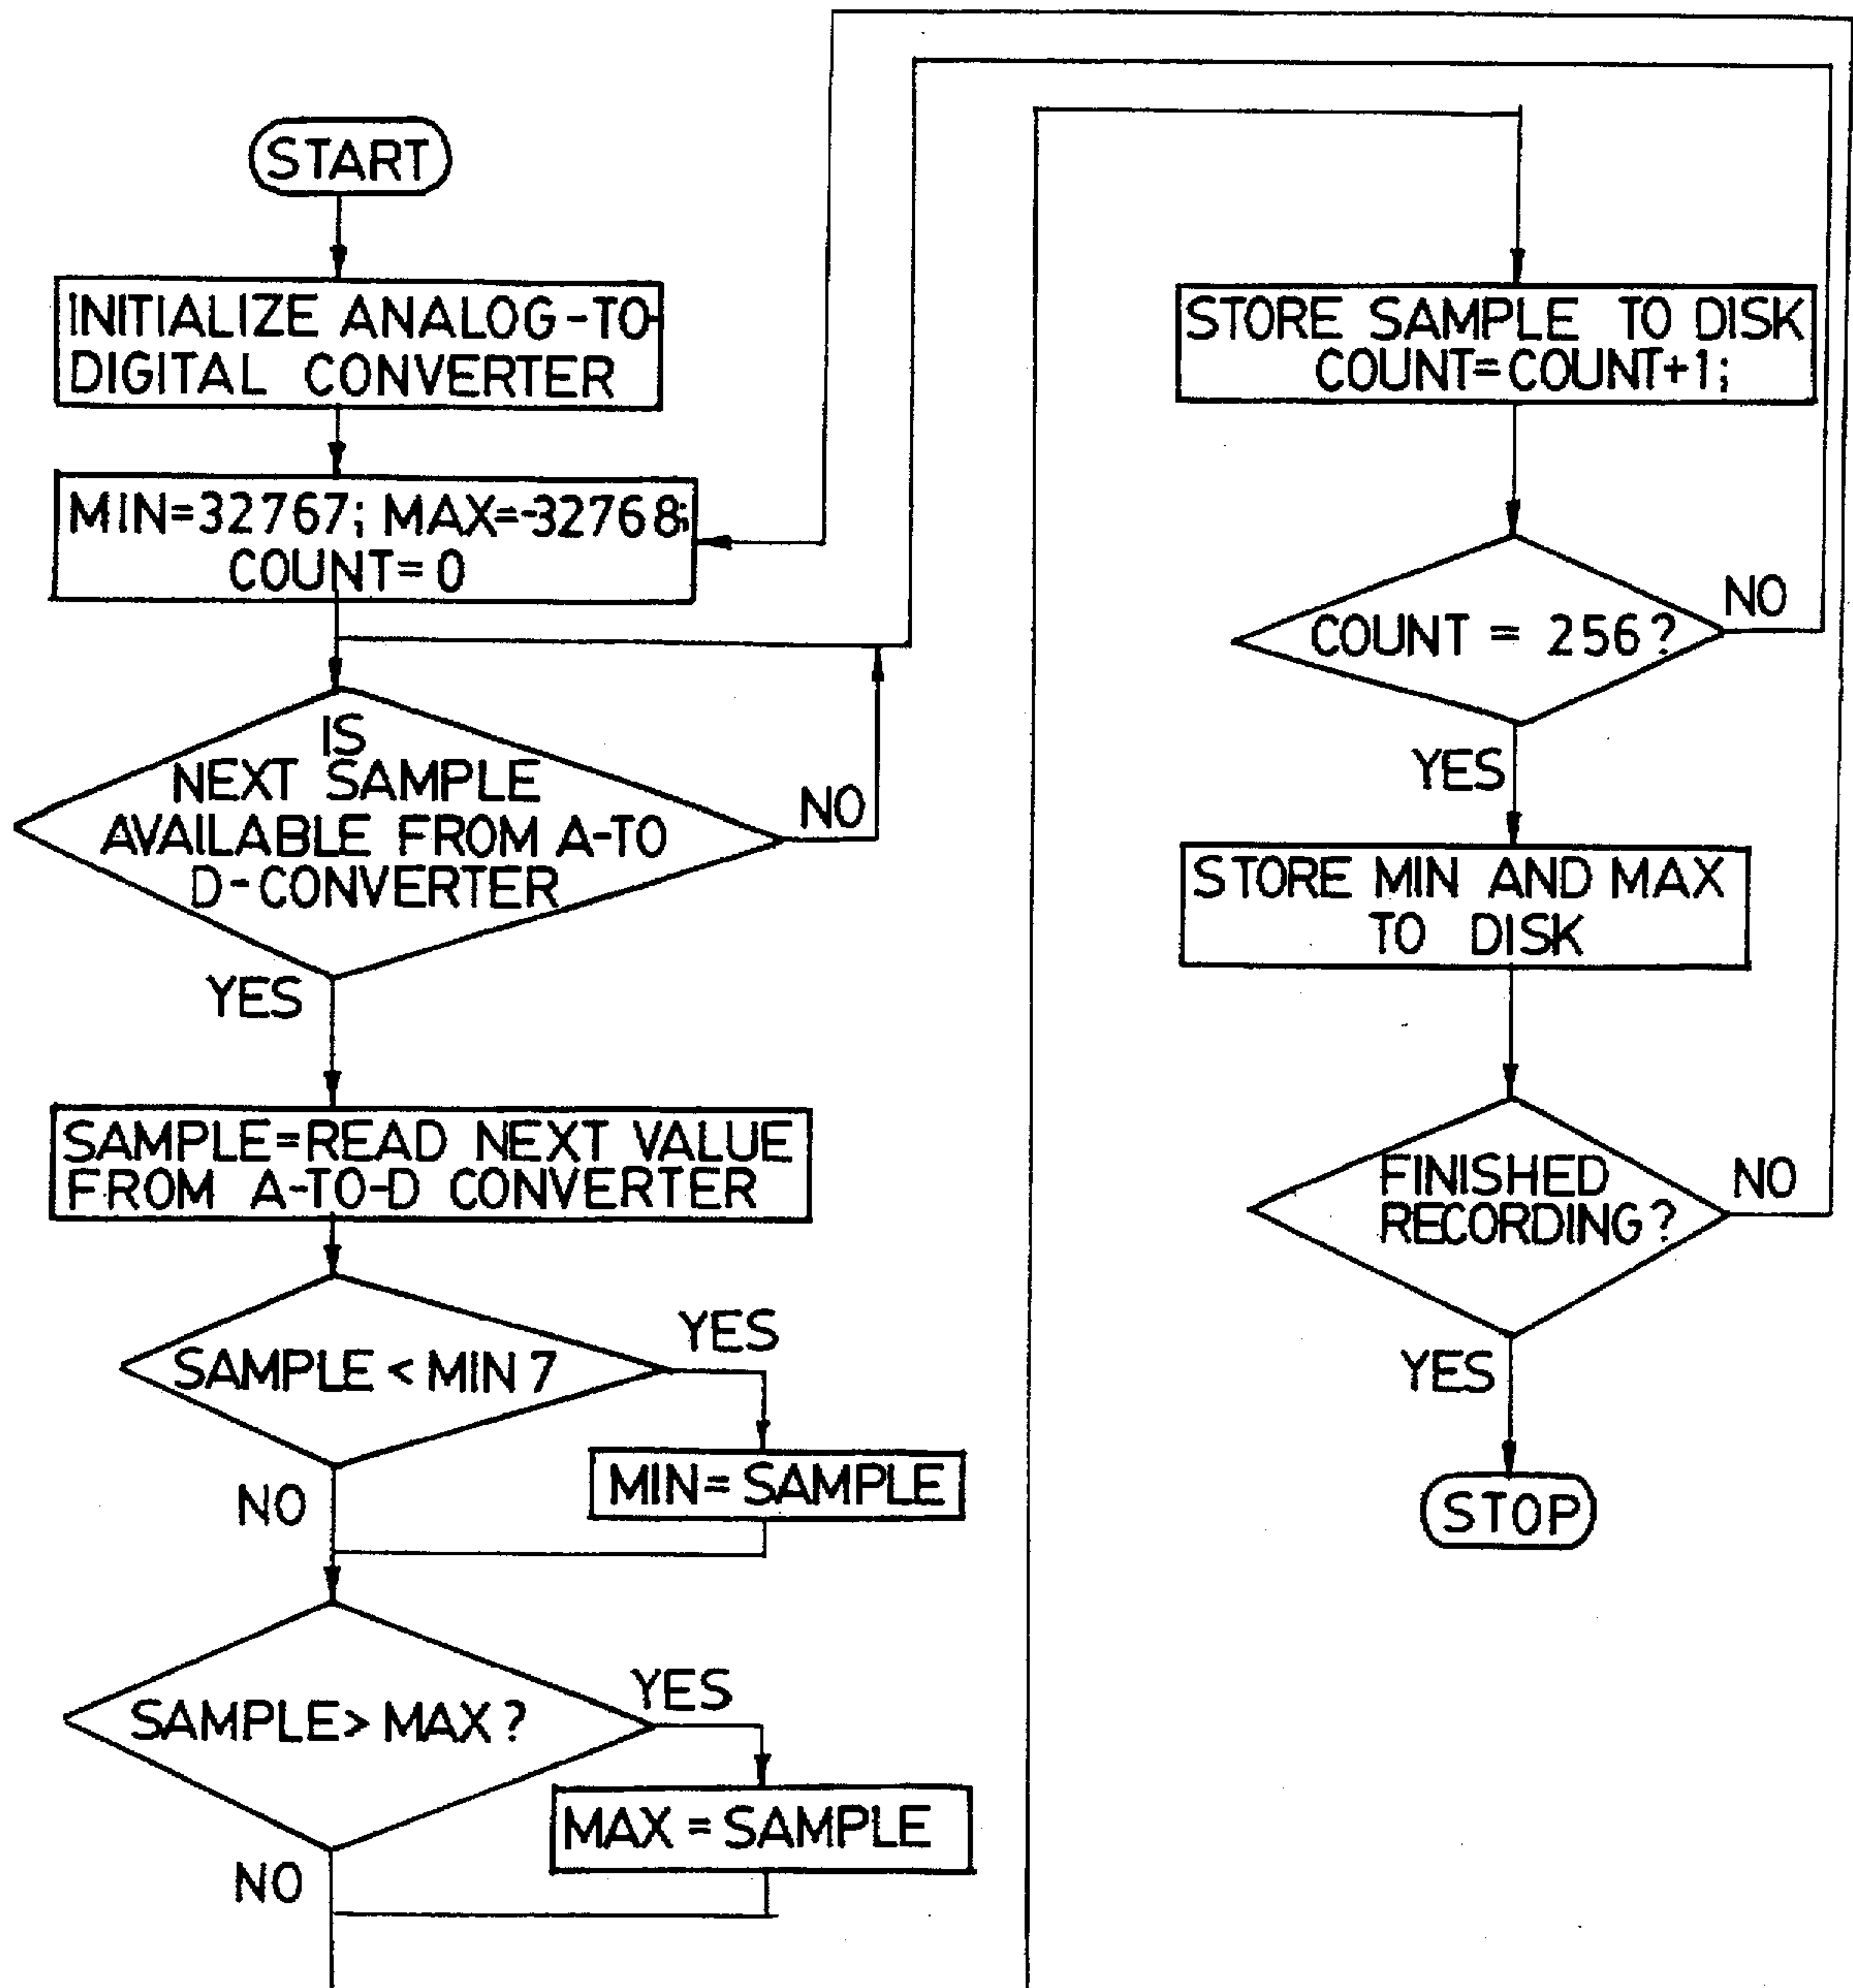 START
INITIALIZE ANALOG-TO-
DIGITAL CONVERTER
MIN=32767; MAX=-32768;
COUNT=0
IS
NEXT SAMPLE
AVAILABLE FROM A-TO
D-CONVERTER
NO
YES
SAMPLE=READ NEXT VALUE
FROM A-TO-D CONVERTER
SAMPLE < MIN 7
YES
MIN= SAMPLE
NO
SAMPLE> MAX?
YES
MAX = SAMPLE
NO
STORE SAMPLE TO DISK
COUNT=COUNT+1;
COUNT = 256?
NO
YES
STORE MIN AND MAX
TO DISK
FINISHED
RECORDING?
NO
YES
STOP